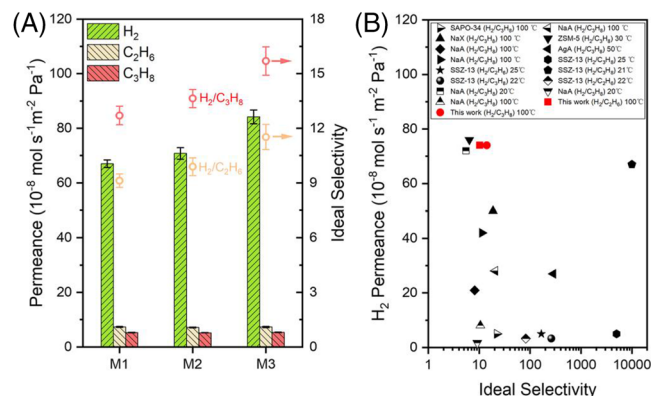 (A)
H₂
C₂H₆
C₃H₈
H₂/C₃H₈
H₂/C₂H₆
Permeance (10⁻⁸ mol s⁻¹m⁻² Pa⁻¹)
120
100
80
60
40
20
0
M1
M2
M3
18
15
12
9
6
3
0
Ideal Selectivity
(B)
SAPO-34 (H₂/C₃H₈) 100 ℃
NaA (H₂/C₃H₈) 100 ℃
NaX (H₂/C₃H₈) 100 ℃
ZSM-5 (H₂/C₃H₈) 30 ℃
NaA (H₂/C₃H₈) 100 ℃
AgA (H₂/C₃H₈) 50℃
NaA (H₂/C₃H₈) 100 ℃
SSZ-13 (H₂/C₃H₈) 25 ℃
SSZ-13 (H₂/C₂H₆) 25℃
SSZ-13 (H₂/C₃H₈) 21℃
SSZ-13 (H₂/C₃H₈) 22℃
SSZ-13 (H₂/C₂H₆) 22℃
NaA (H₂/C₃H₈) 20℃
NaA (H₂/C₂H₆) 20℃
NaA (H₂/C₃H₈) 100℃
This work (H₂/C₂H₆) 100℃
This work (H₂/C₃H₈) 100℃
H₂ Permeance (10⁻⁸ mol s⁻¹m⁻² Pa⁻¹)
120
100
80
60
40
20
0
1
10
100
1000
10000
Ideal Selectivity